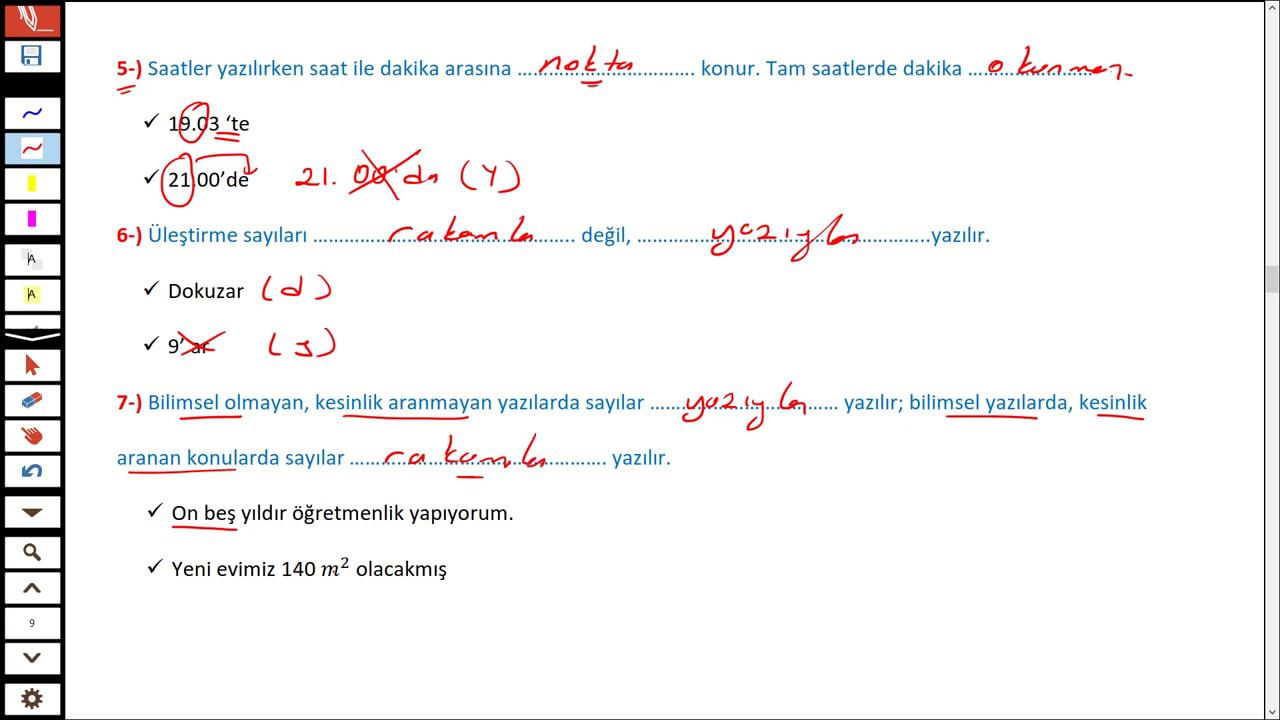 5-) Saatler yazılırken saat ile dakika arasına ...nokta... konur. Tam saatlerde dakika ...okunmaz
✓ 19.03 ‘te
✓ 21.00’de 21. 00'da (Y)
6-) Üleştirme sayıları ...rakamla... değil, ...yazıyla...yazılır.
✓ Dokuzar (d)
✓ 9’ ar (y)
7-) Bilimsel olmayan, kesinlik aranmayan yazılarda sayılar ...yazıyla... yazılır; bilimsel yazılarda, kesinlik
aranan konularda sayılar ...rakamla... yazılır.
✓ On beş yıldır öğretmenlik yapıyorum.
✓ Yeni evimiz 140 m² olacakmış
A
A
9